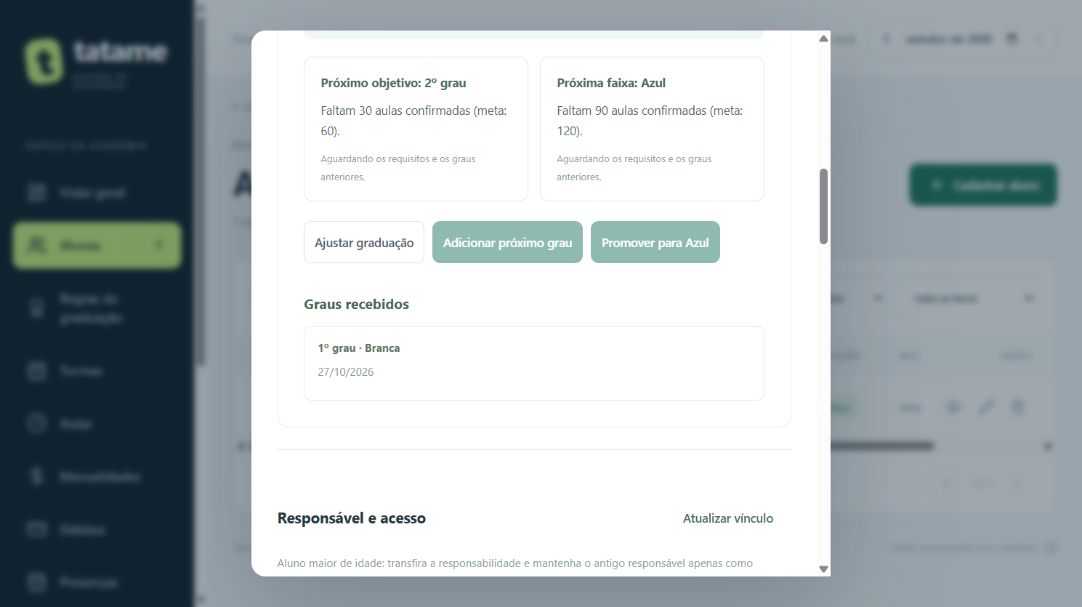 tatame
Visão geral
Alunos
Regras de
graduação
Turmas
Aulas
Mensalidades
Presenças
Cadastrar aluno
Próximo objetivo: 2º grau
Faltam 30 aulas confirmadas (meta:
60).
Aguardando os requisitos e os graus
anteriores.
Próxima faixa: Azul
Faltam 90 aulas confirmadas (meta:
120).
Aguardando os requisitos e os graus
anteriores.
Ajustar graduação
Adicionar próximo grau
Promover para Azul
Graus recebidos
1º grau · Branca
27/10/2026
Responsável e acesso
Atualizar vínculo
Aluno maior de idade: transfira a responsabilidade e mantenha o antigo responsável apenas como